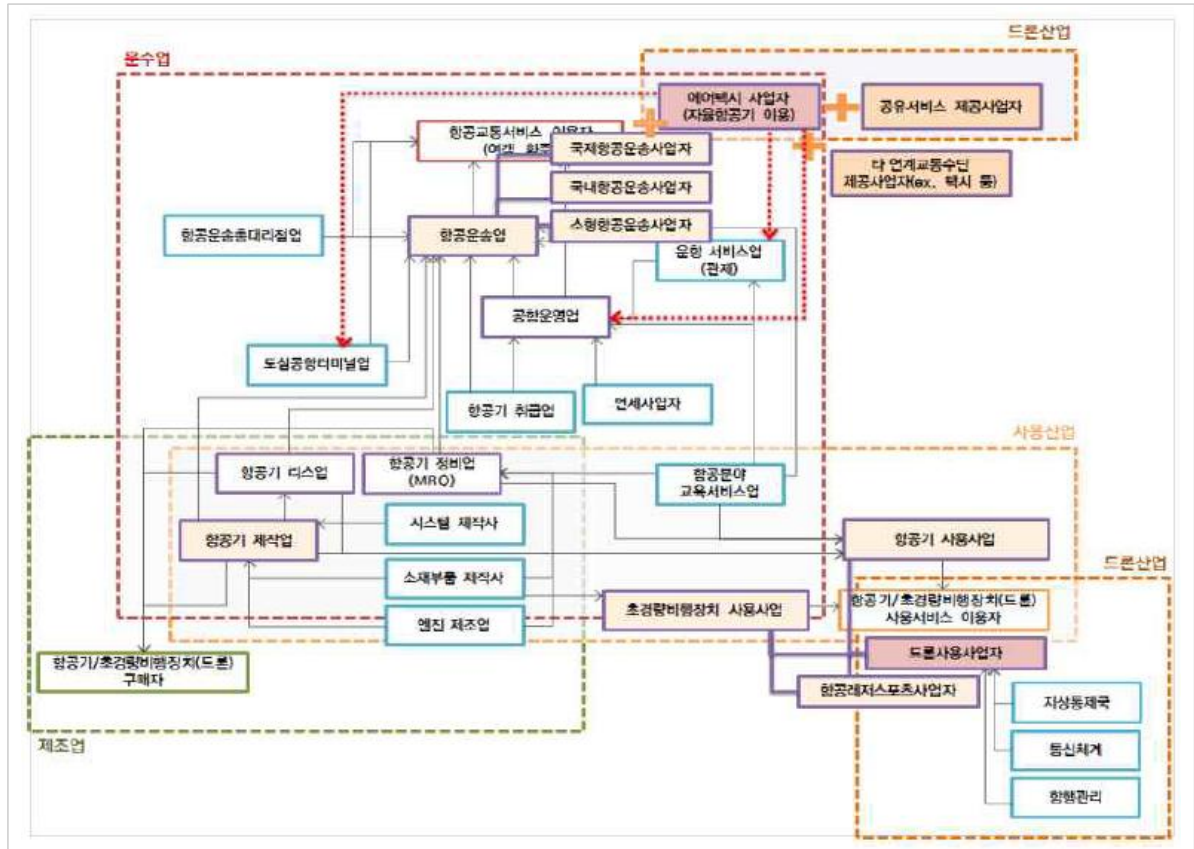 드론산업
운수업
에어택시 사업자
(자율항공기 이용)
공유서비스 제공사업자
항공교통서비스 이용자
(여객, 화주
국제항공운송사업자
타 연계교통수단
제공사업자(ex. 택시 등)
국내항공운송사업자
소형항공운송사업자
항공운송총대리점업
항공운송업
운항 서비스업
(관제)
공항운영업
도심공항터미널업
항공기 취급업
면세사업자
사용산업
항공기 리스업
항공기 정비업
(MRO)
항공분야
교육서비스업
시스템 제작사
항공기 제작업
항공기 사용사업
드론산업
소재부품 제작사
초경량비행장치 사용사업
항공기/초경량비행장치(드론)
사용서비스 이용자
엔진 제조업
드론사용사업자
항공기/초경량비행장치(드론)
구매자
항공레저스포츠사업자
지상통제국
제조업
통신체계
항행관리